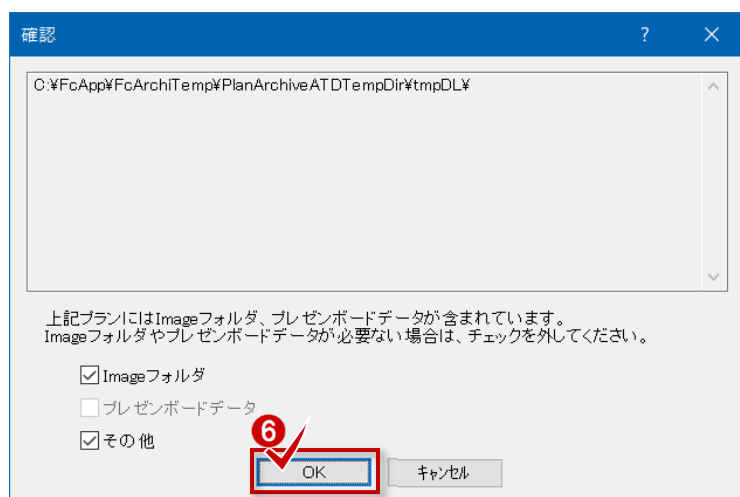 確認
?
C:¥FcApp¥FcArchiTemp¥PlanArchiveATDTempDir¥tmpDL¥
上記プランにはImageフォルダ、プレゼンボードデータが含まれています。
Imageフォルダやプレゼンボードデータが必要ない場合は、チェックを外してください。
Imageフォルダ
プレゼンボードデータ
その他
6
OK キャンセル